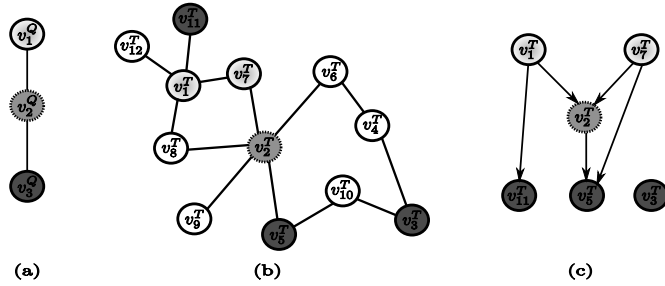 v_1^Q
v_2^Q
v_3^Q
(a)
v_11^T
v_12^T
v_1^T
v_7^T
v_6^T
v_4^T
v_8^T
v_2^T
v_10^T
v_9^T
v_5^T
v_3^T
(b)
v_1^T v_7^T
v_2^T
v_11^T v_5^T v_3^T
(c)